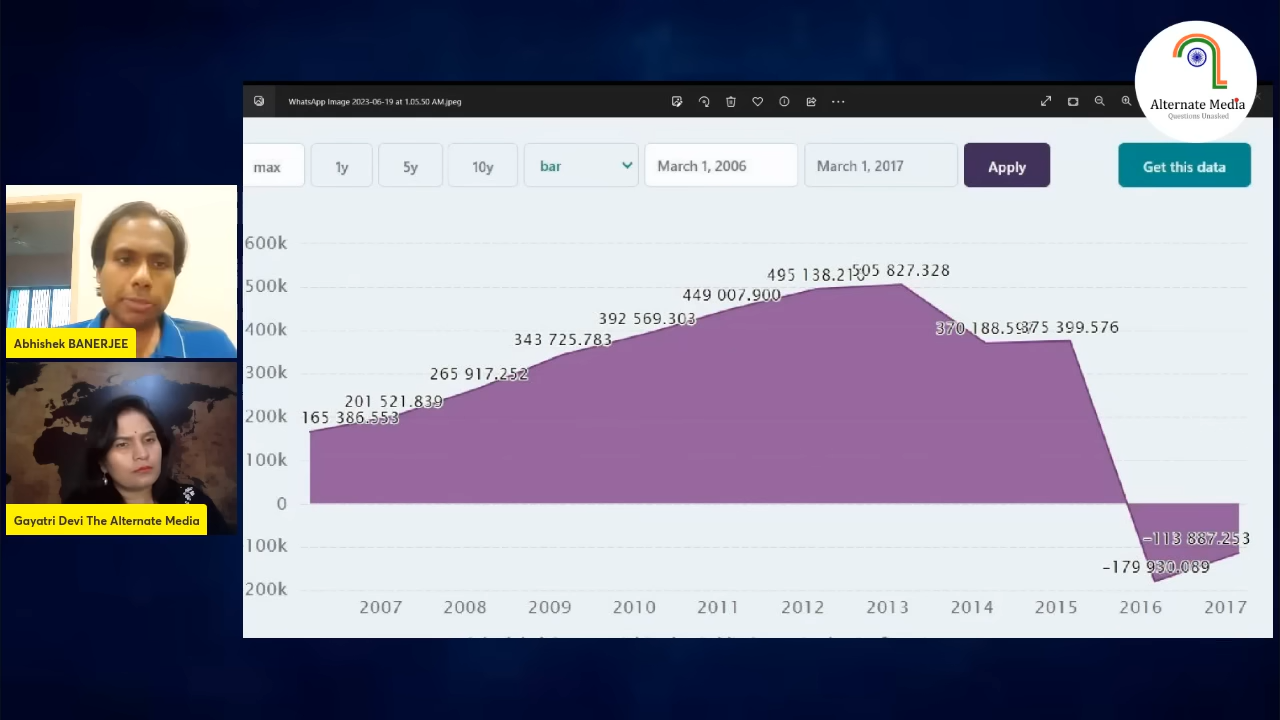 WhatsApp Image 2023-06-19 at 1.05.50 AM.jpeg
Alternate Media
Questions Unasked
max
1y
5y
10y
bar
March 1, 2006
March 1, 2017
Apply
Get this data
600k
500k
400k
300k
200k
100k
0
100k
200k
165 386.553
201 521.839
265 917.252
343 725.783
392 569.303
449 007.900
495 138.210
505 827.328
370 188.597
375 399.576
-179 930.089
-113 887.253
2007 2008 2009 2010 2011 2012 2013 2014 2015 2016 2017
Abhishek BANERJEE
Gayatri Devi The Alternate Media